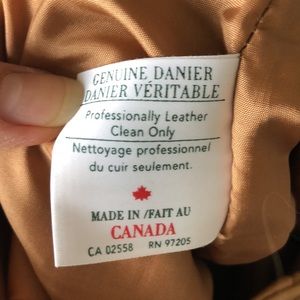 GENUINE DANIER
DANIER VÉRITABLE
Professionally Leather
Clean Only
Nettoyage professionnel
du cuir seulement.
MADE IN /FAIT AU
CANADA
CA 02558 RN 97205